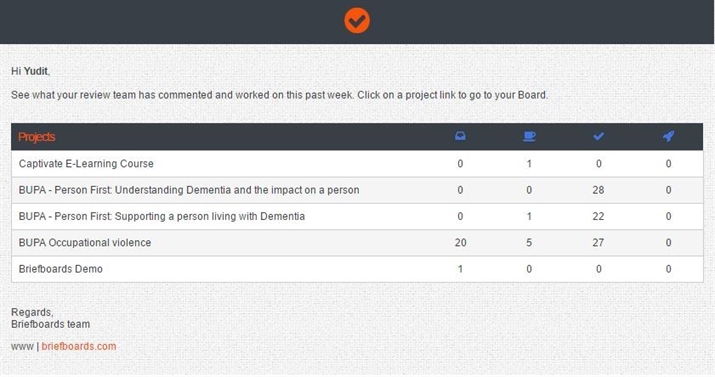 Hi Yudit,
See what your review team has commented and worked on this past week. Click on a project link to go to your Board.
Projects
Captivate E-Learning Course 0 1 0 0
BUPA - Person First: Understanding Dementia and the impact on a person 0 0 28 0
BUPA - Person First: Supporting a person living with Dementia 0 1 22 0
BUPA Occupational violence 20 5 27 0
Briefboards Demo 1 0 0 0
Regards,
Briefboards team
www | briefboards.com